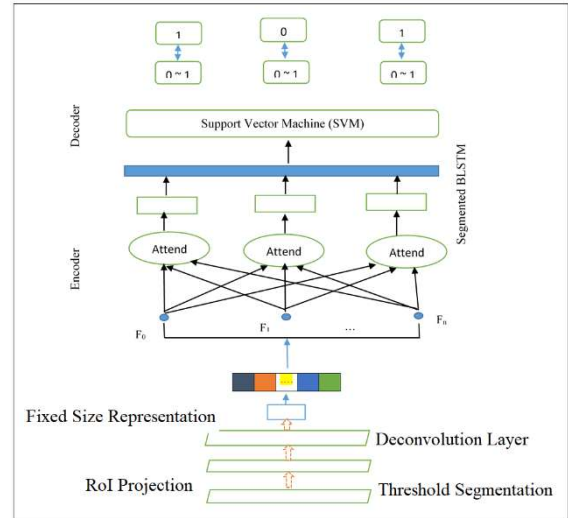 1 0 1
0 ~ 1 0 ~ 1 0 ~ 1
Decoder
Support Vector Machine (SVM)
Segmented BLSTM
Encoder
Attend Attend Attend
F0 F1 ... Fn
....
Fixed Size Representation
Deconvolution Layer
RoI Projection
Threshold Segmentation